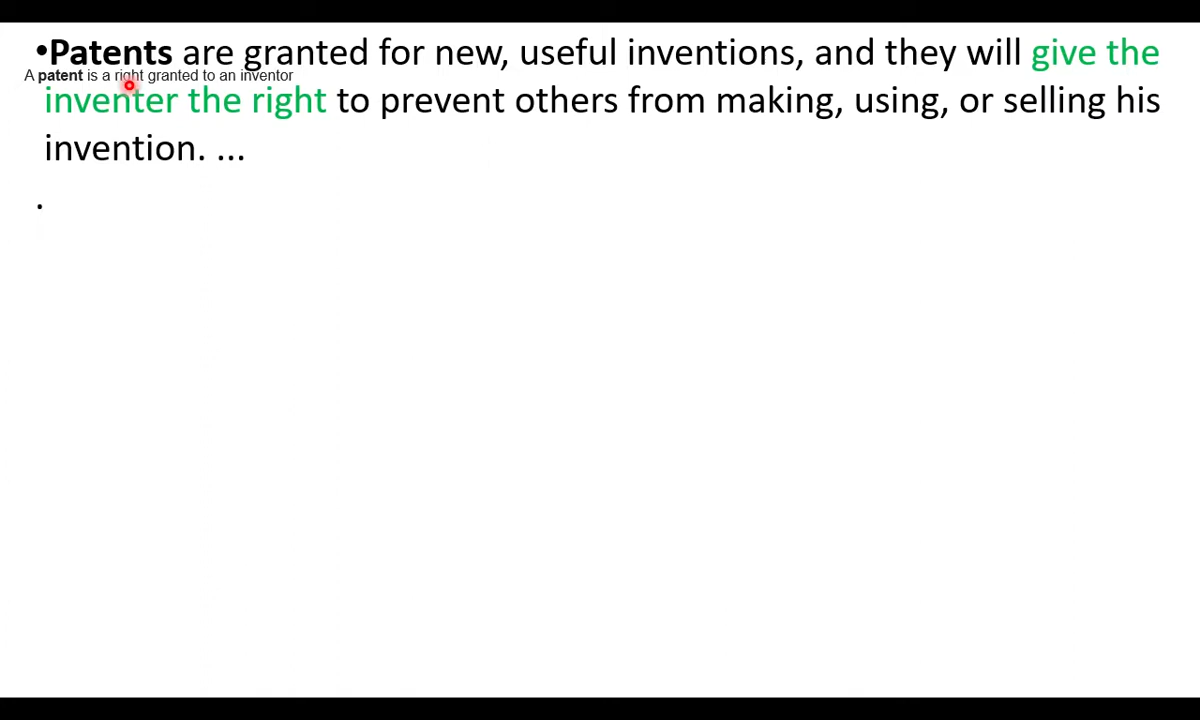 •Patents are granted for new, useful inventions, and they will give the
A patent is a right granted to an inventor
inventer the right to prevent others from making, using, or selling his
invention. ...
.